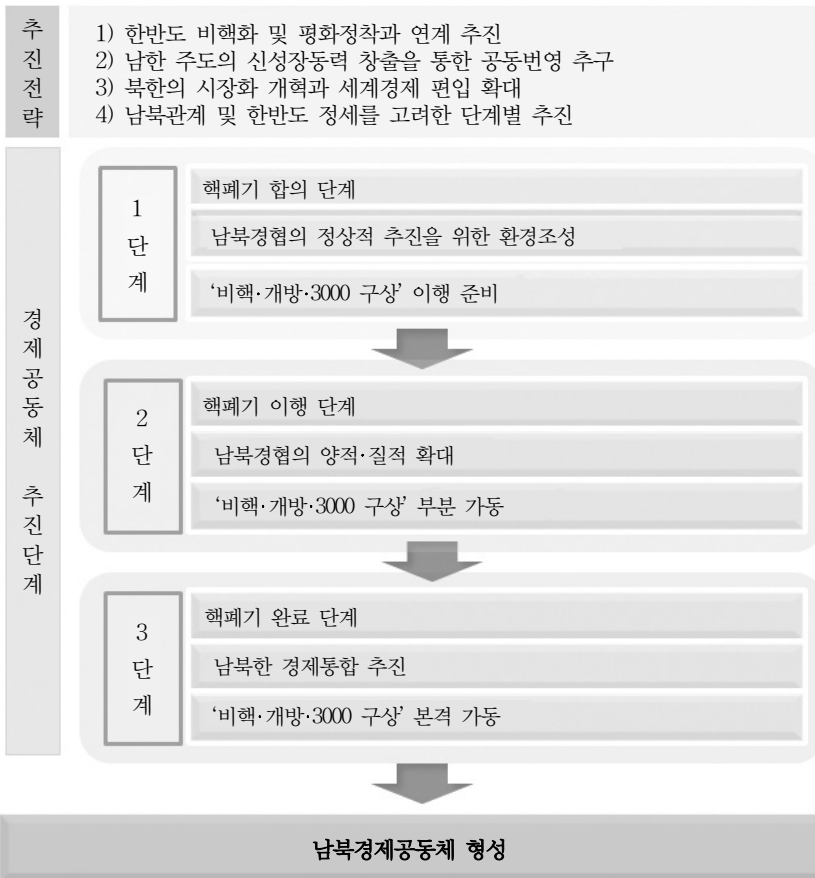 추진전략
1) 한반도 비핵화 및 평화정착과 연계 추진
2) 남한 주도의 신성장동력 창출을 통한 공동번영 추구
3) 북한의 시장화 개혁과 세계경제 편입 확대
4) 남북관계 및 한반도 정세를 고려한 단계별 추진
경제공동체 추진단계
1단계
핵폐기 합의 단계
남북경협의 정상적 추진을 위한 환경조성
‘비핵·개방·3000 구상’ 이행 준비
2단계
핵폐기 이행 단계
남북경협의 양적·질적 확대
‘비핵·개방·3000 구상’ 부분 가동
3단계
핵폐기 완료 단계
남북한 경제통합 추진
‘비핵·개방·3000 구상’ 본격 가동
남북경제공동체 형성